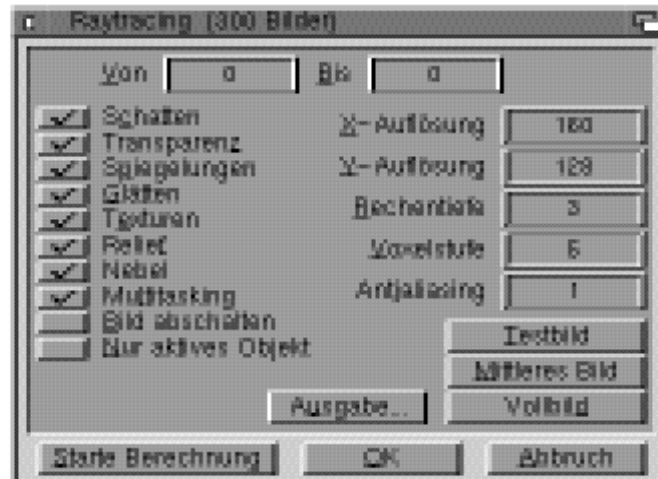 Raytracing (300 Bilder)
Von 0 Bis 0
Schatten
Transparenz
Spiegelungen
Glätten
Texturen
Relief
Nebel
Multitasking
Bild abschalten
Nur aktives Objekt
X-Auflösung 160
Y-Auflösung 128
Rechentiefe 3
Voxelstufe
Antialiasing 1
Testbild
Mittleres Bild
Vollbild
Ausgabe...
Starte Berechnung OK Abbruch